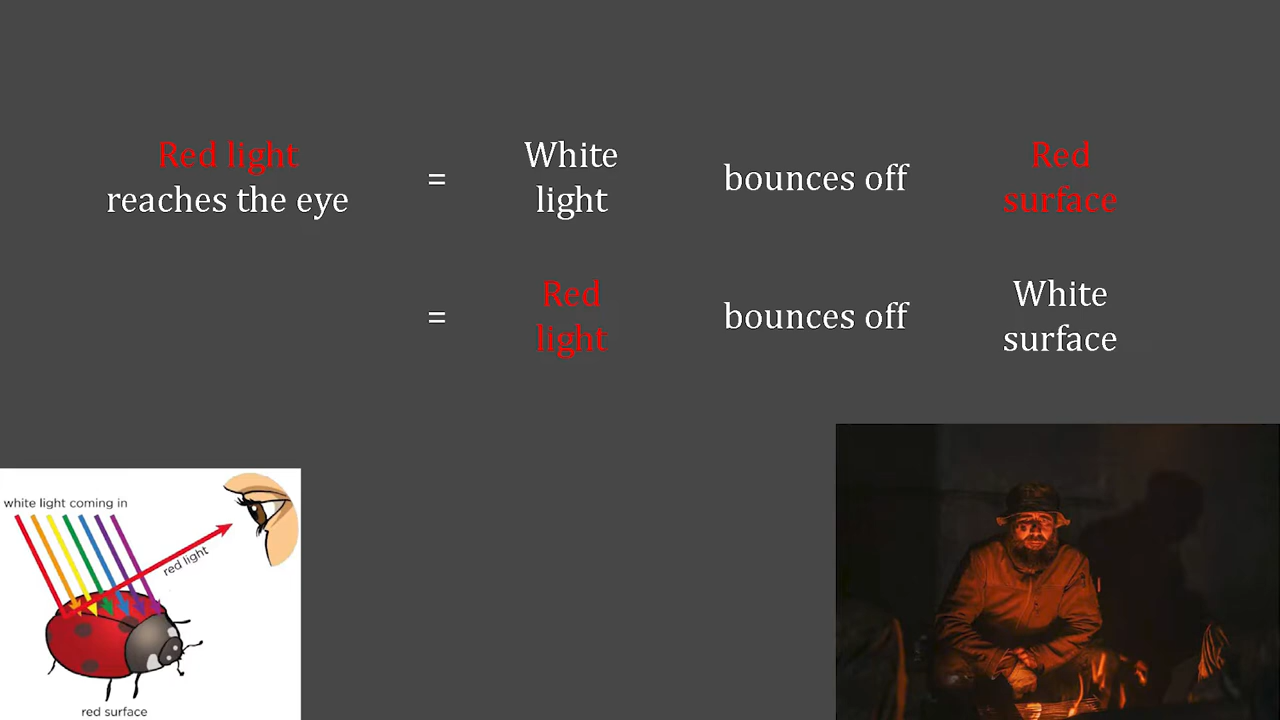 Red light
reaches the eye
=
White
light
bounces off
Red
surface
=
Red
light
bounces off
White
surface
white light coming in
red light
red surface